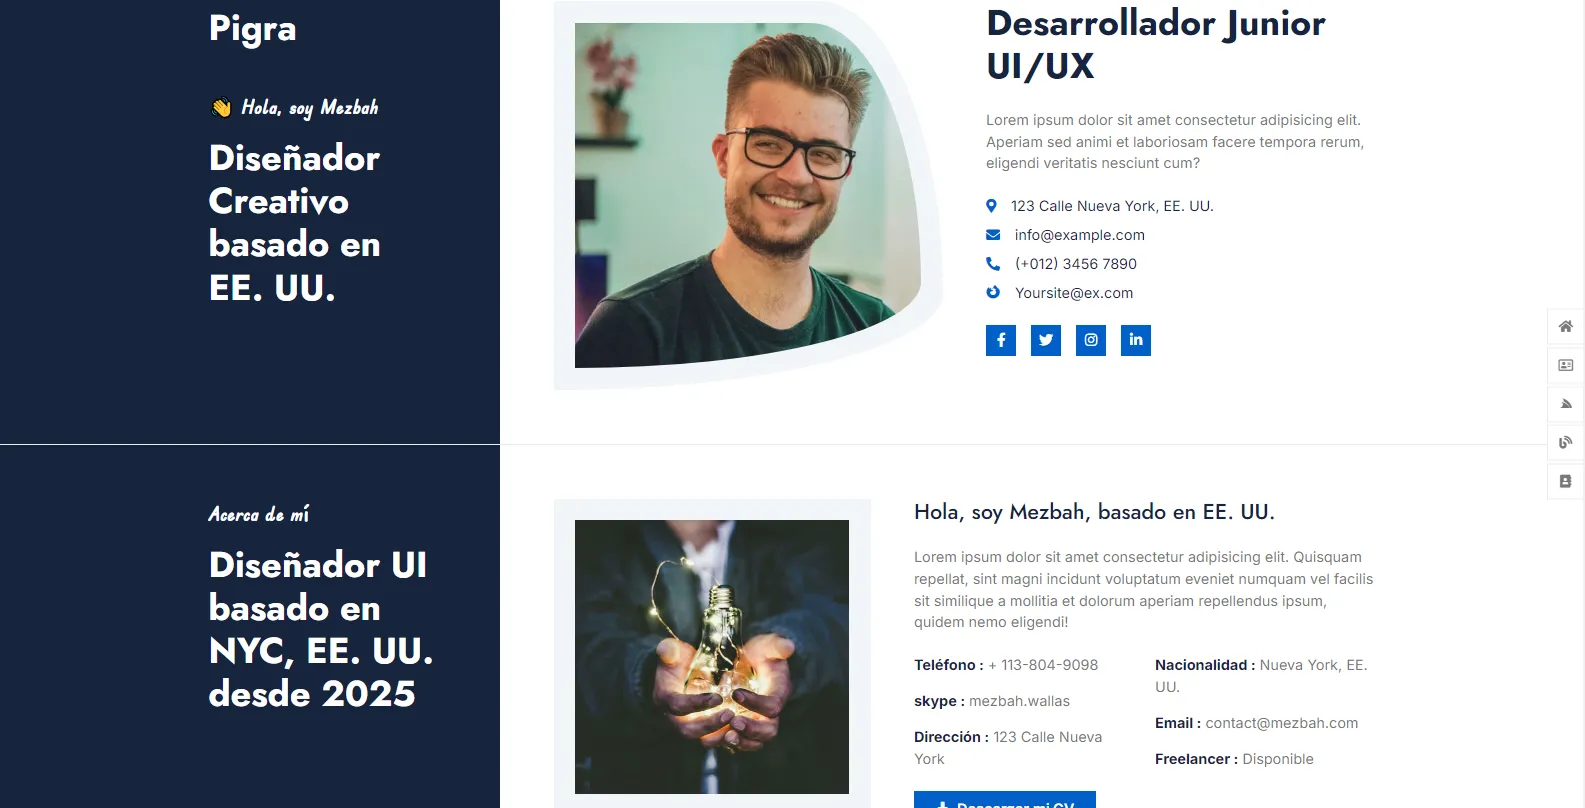 Pigra
Hola, soy Mezbah
Diseñador
Creativo
basado en
EE. UU.
Desarrollador Junior
UI/UX
Lorem ipsum dolor sit amet consectetur adipisicing elit.
Aperiam sed animi et laboriosam facere tempora rerum,
eligendi veritatis nesciunt cum?
123 Calle Nueva York, EE. UU.
info@example.com
(+012) 3456 7890
Yoursite@ex.com
Acerca de mí
Diseñador UI
basado en
NYC, EE. UU.
desde 2025
Hola, soy Mezbah, basado en EE. UU.
Lorem ipsum dolor sit amet consectetur adipisicing elit. Quisquam
repellat, sint magni incidunt voluptatum eveniet numquam vel facilis
sit similique a mollitia et dolorum aperiam repellendus ipsum,
quidem nemo eligendi!
Teléfono : + 113-804-9098
skype : mezbah.wallas
Dirección : 123 Calle Nueva
York
Nacionalidad : Nueva York, EE.
UU.
Email : contact@mezbah.com
Freelancer : Disponible
Descargar mi CV